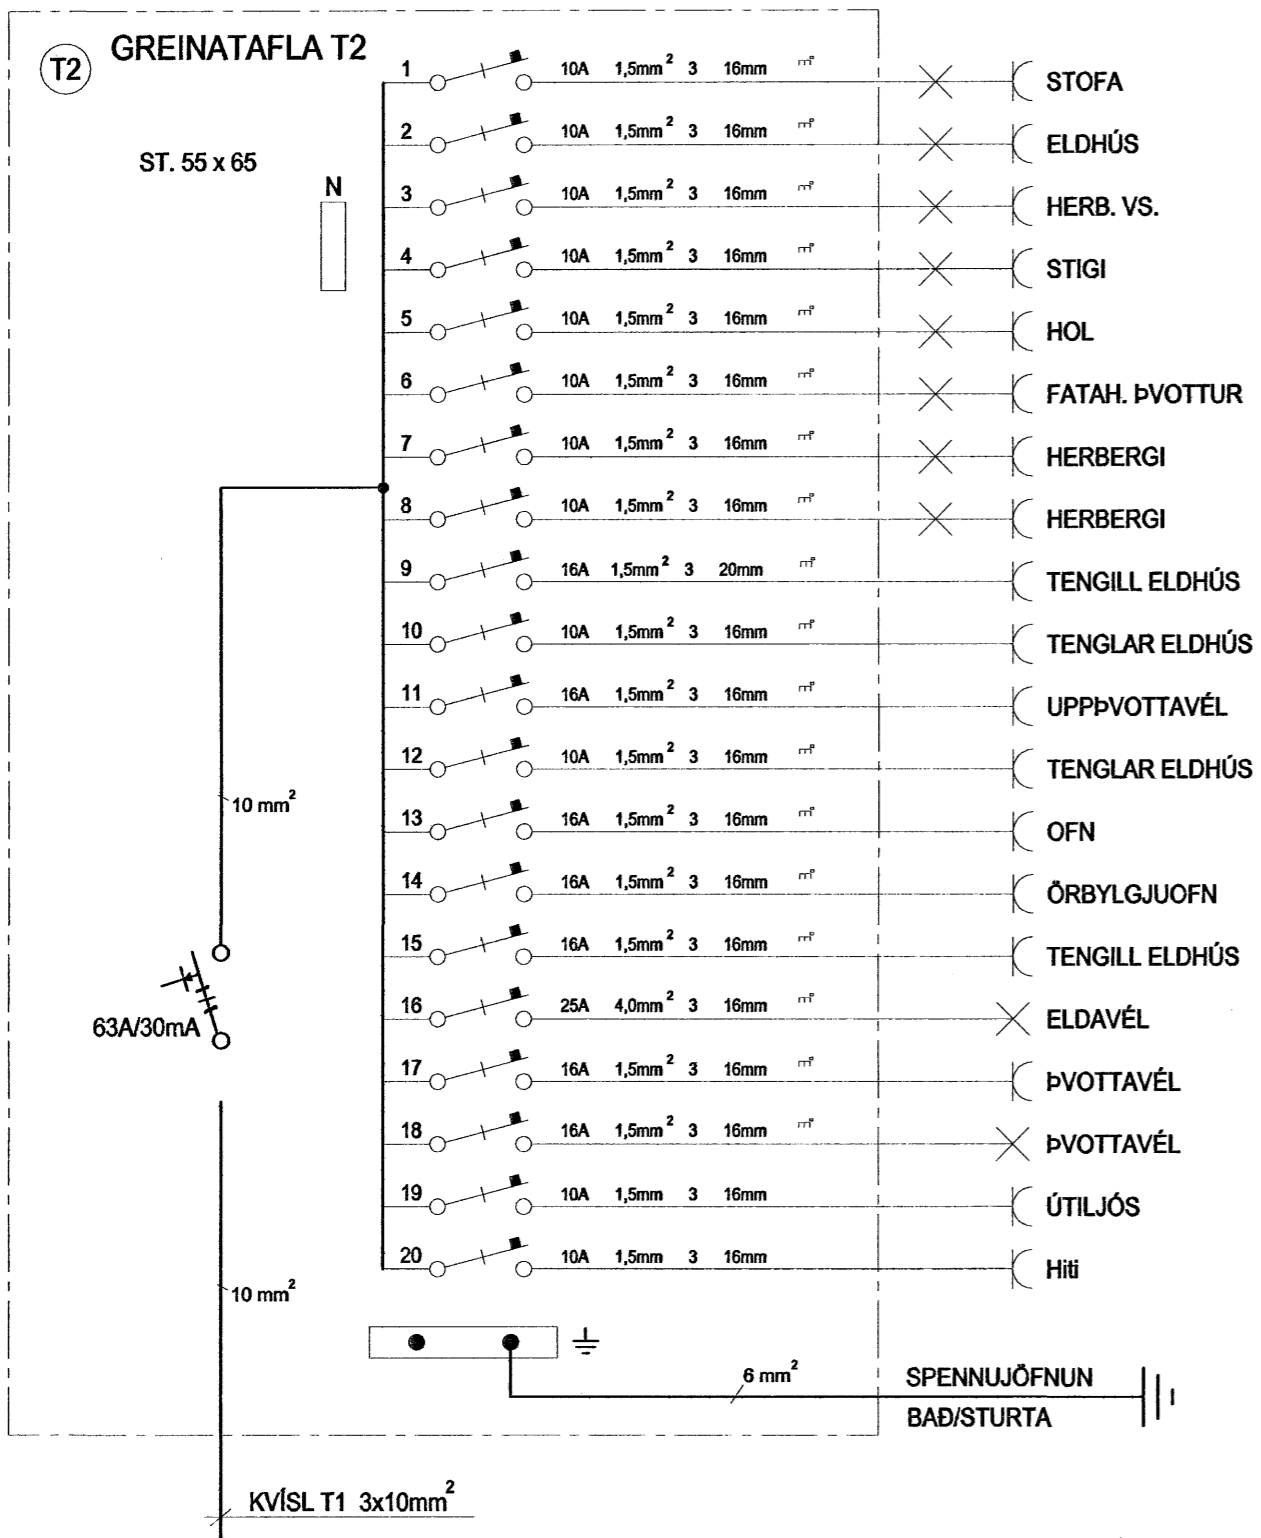 T2 GREINATAFLA T2
ST. 55 x 65
N
1 10A 1,5mm² 3 16mm STOFA
2 10A 1,5mm² 3 16mm ELDHÚS
3 10A 1,5mm² 3 16mm HERB. VS.
4 10A 1,5mm² 3 16mm STIGI
5 10A 1,5mm² 3 16mm HOL
6 10A 1,5mm² 3 16mm FATAH. ÞVOTTUR
7 10A 1,5mm² 3 16mm HERBERGI
8 10A 1,5mm² 3 16mm HERBERGI
9 16A 1,5mm² 3 20mm TENGILL ELDHÚS
10 10A 1,5mm² 3 16mm TENGLAR ELDHÚS
11 16A 1,5mm² 3 16mm UPPÞVOTTAVÉL
12 10A 1,5mm² 3 16mm TENGLAR ELDHÚS
13 16A 1,5mm² 3 16mm OFN
14 16A 1,5mm² 3 16mm ÖRBYLGJUOFN
15 16A 1,5mm² 3 16mm TENGILL ELDHÚS
16 25A 4,0mm² 3 16mm ELDAVÉL
17 16A 1,5mm² 3 16mm ÞVOTTAVÉL
18 16A 1,5mm² 3 16mm ÞVOTTAVÉL
19 10A 1,5mm 3 16mm ÚTILJÓS
20 10A 1,5mm 3 16mm Hiti
10 mm²
63A/30mA
10 mm²
6 mm²
SPENNUJÖFNUN
BAÐ/STURTA
KVÍSL T1 3x10mm²